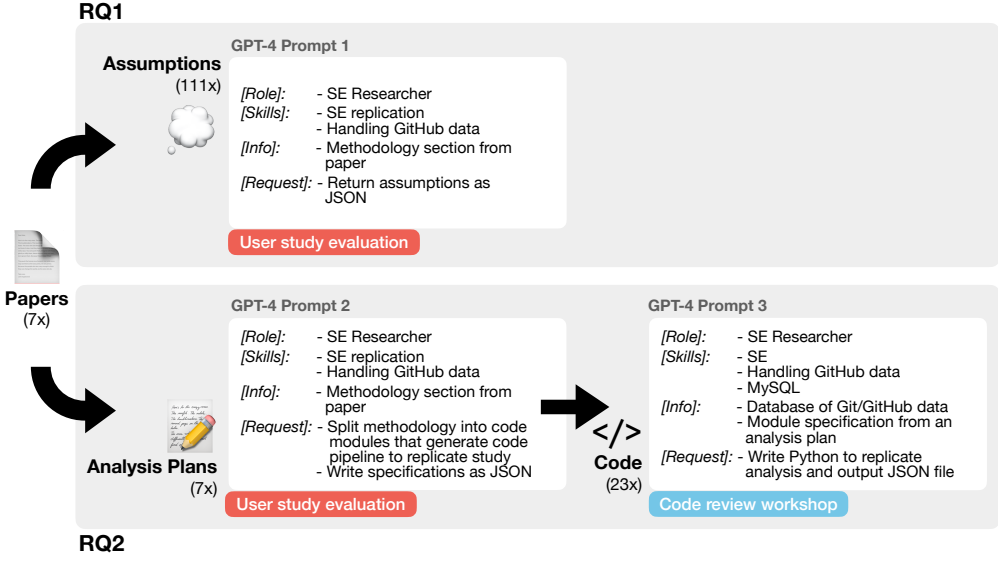 RQ1
GPT-4 Prompt 1
Assumptions
(111x)
[Role]: - SE Researcher
[Skills]: - SE replication
- Handling GitHub data
[Info]: - Methodology section from
paper
[Request]: - Return assumptions as
JSON
User study evaluation
Papers
(7x)
GPT-4 Prompt 2
[Role]: - SE Researcher
[Skills]: - SE replication
- Handling GitHub data
[Info]: - Methodology section from
paper
[Request]: - Split methodology into code
modules that generate code
pipeline to replicate study
- Write specifications as JSON
Analysis Plans
(7x)
User study evaluation
GPT-4 Prompt 3
[Role]: - SE Researcher
[Skills]: - SE
- Handling GitHub data
- MySQL
[Info]: - Database of Git/GitHub data
- Module specification from an
analysis plan
[Request]: - Write Python to replicate
analysis and output JSON file
</>
Code
(23x)
Code review workshop
RQ2